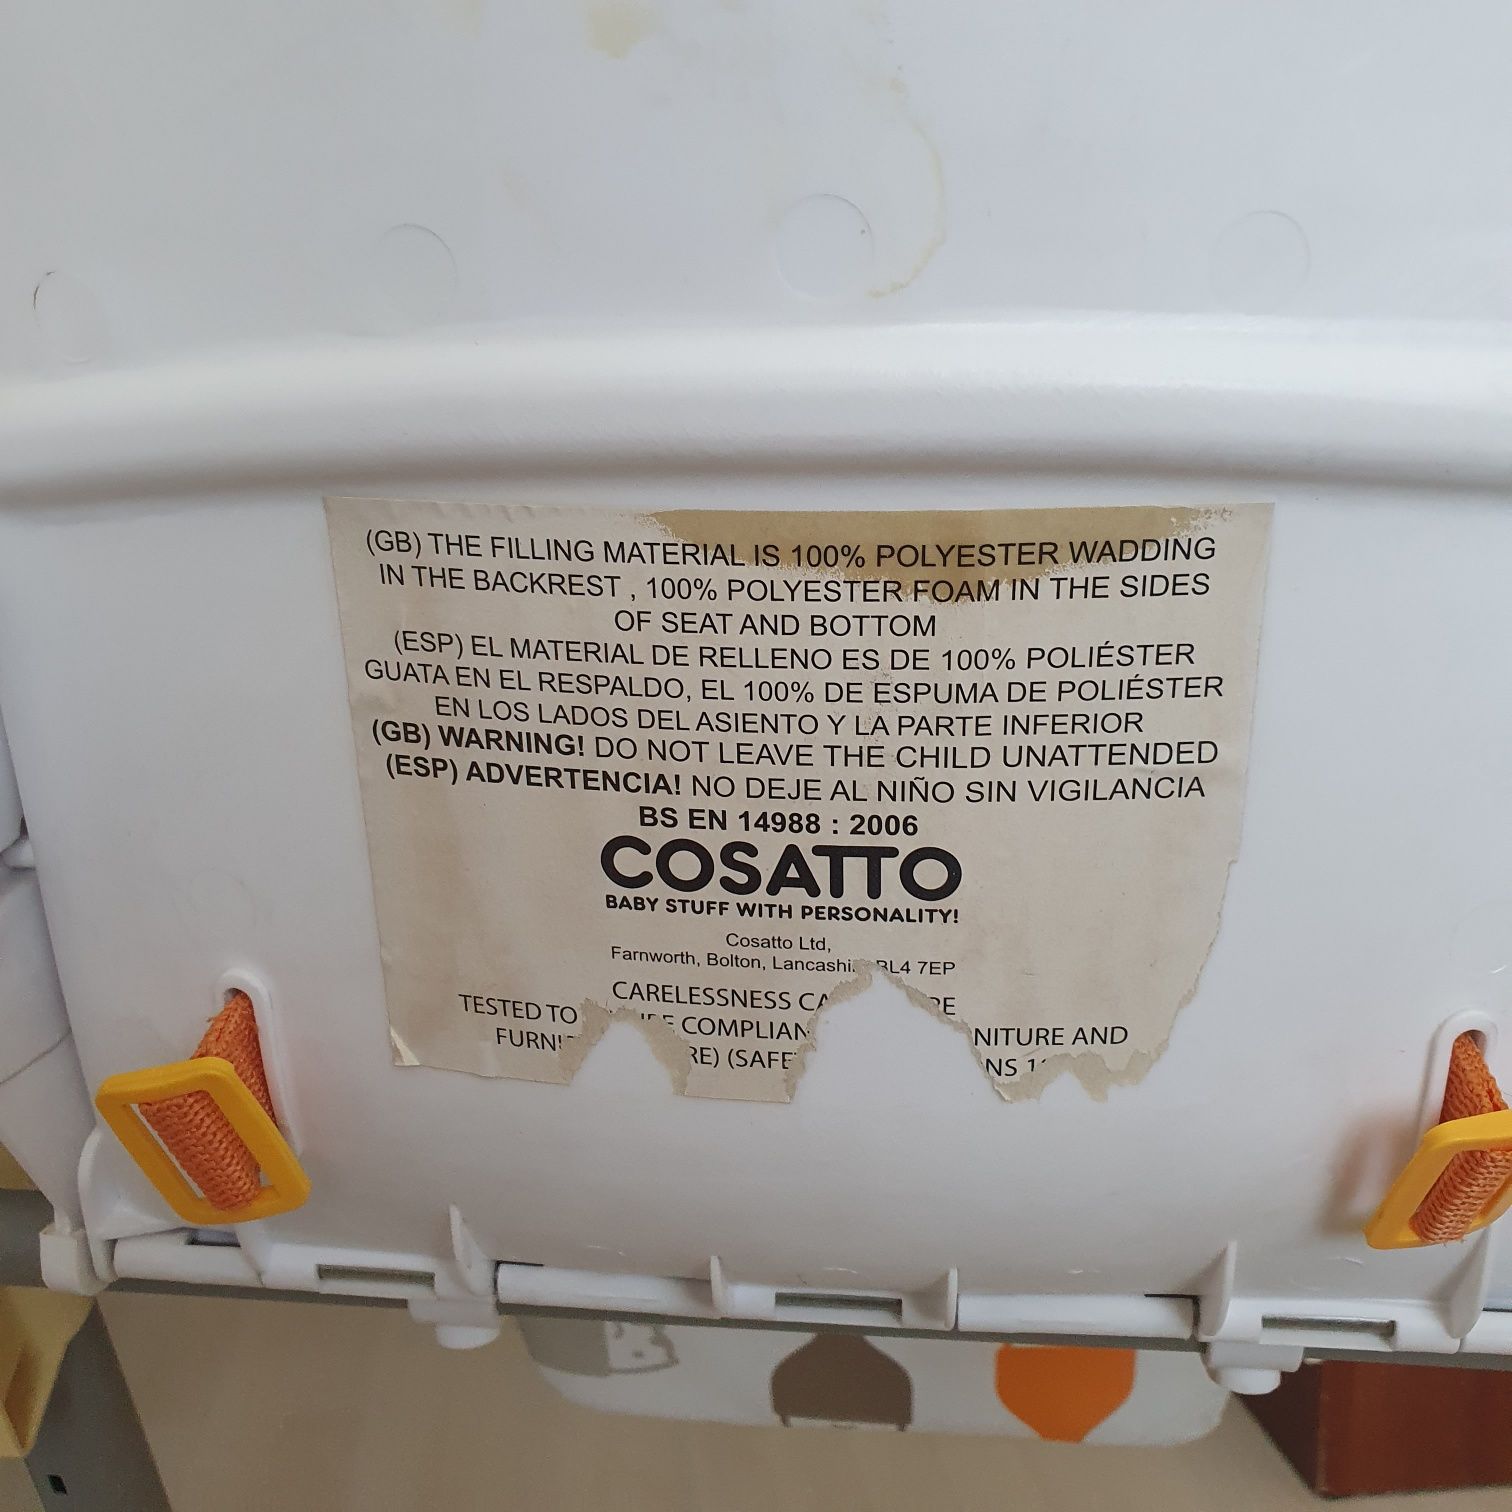 (GB) THE FILLING MATERIAL IS 100% POLYESTER WADDING
IN THE BACKREST , 100% POLYESTER FOAM IN THE SIDES
OF SEAT AND BOTTOM
(ESP) EL MATERIAL DE RELLENO ES DE 100% POLIÉSTER
GUATA EN EL RESPALDO, EL 100% DE ESPUMA DE POLIÉSTER
EN LOS LADOS DEL ASIENTO Y LA PARTE INFERIOR
(GB) WARNING! DO NOT LEAVE THE CHILD UNATTENDED
(ESP) ADVERTENCIA! NO DEJE AL NIÑO SIN VIGILANCIA
BS EN 14988 : 2006
COSATTO
BABY STUFF WITH PERSONALITY!
Cosatto Ltd,
Farnworth, Bolton, BL4 7EP
CARELESSNESS
TESTED TO AND